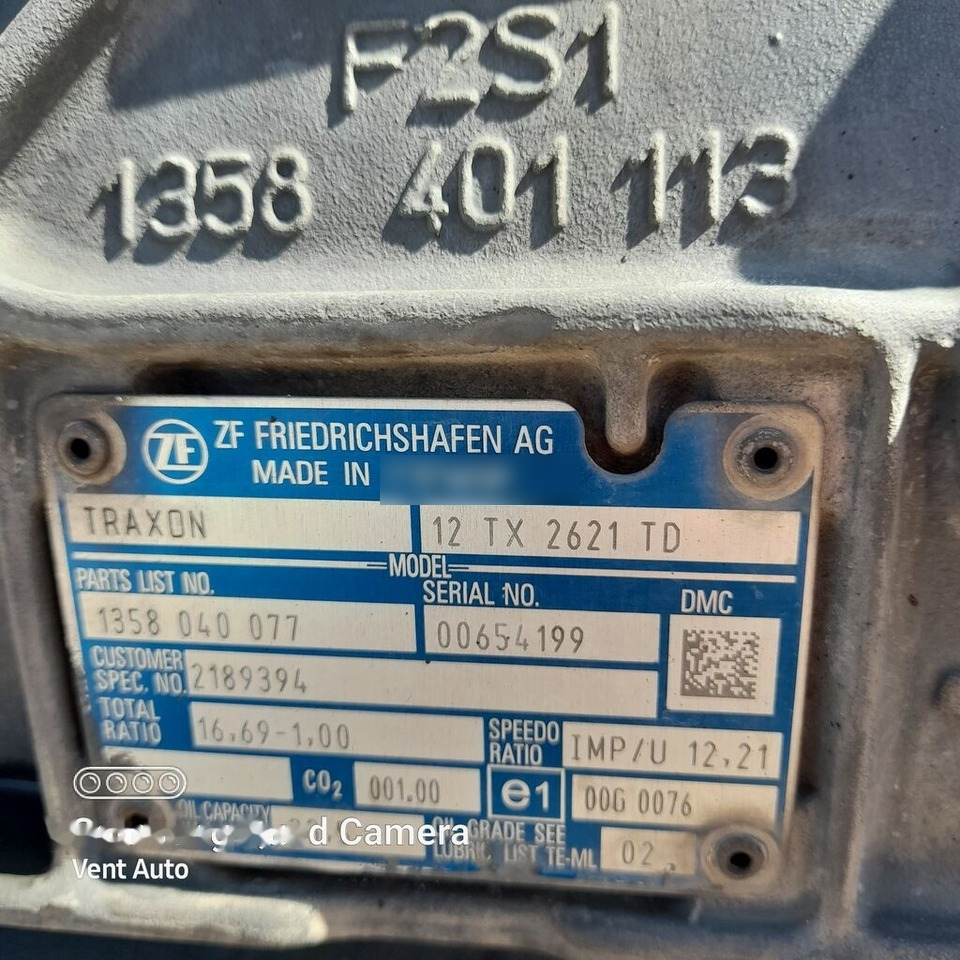 F2S1
1358 401 113
ZF ZF FRIEDRICHSHAFEN AG
MADE IN
TRAXON 12 TX 2621 TD
MODEL
PARTS LIST NO. SERIAL NO. DMC
1358 040 077 00654199
CUSTOMER
SPEC. NO. 2189394
TOTAL
RATIO 16,69-1,00 SPEEDO
RATIO IMP/U 12,21
CO2 001.00 e1 00G 0076
OIL CAPACITY OIL GRADE SEE
LUBRIC. LIST TE-ML 02
d Camera
Vent Auto